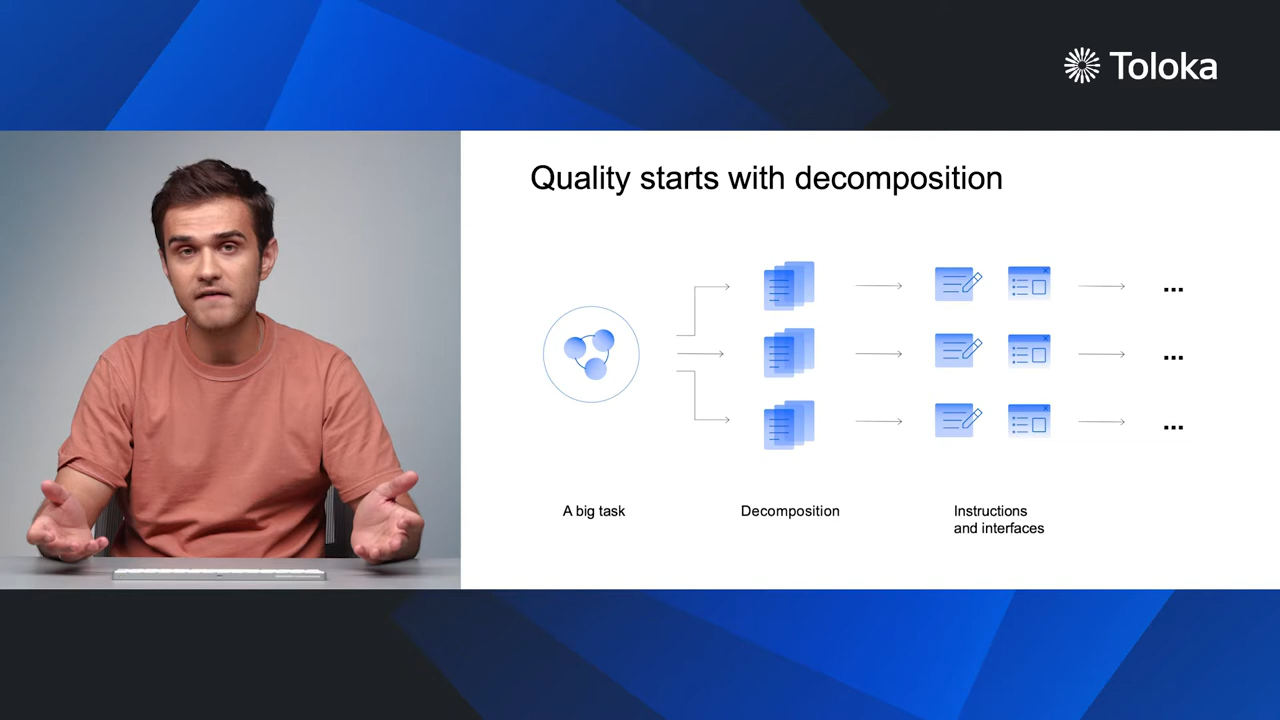 Toloka
Quality starts with decomposition
...
...
...
A big task
Decomposition
Instructions
and interfaces